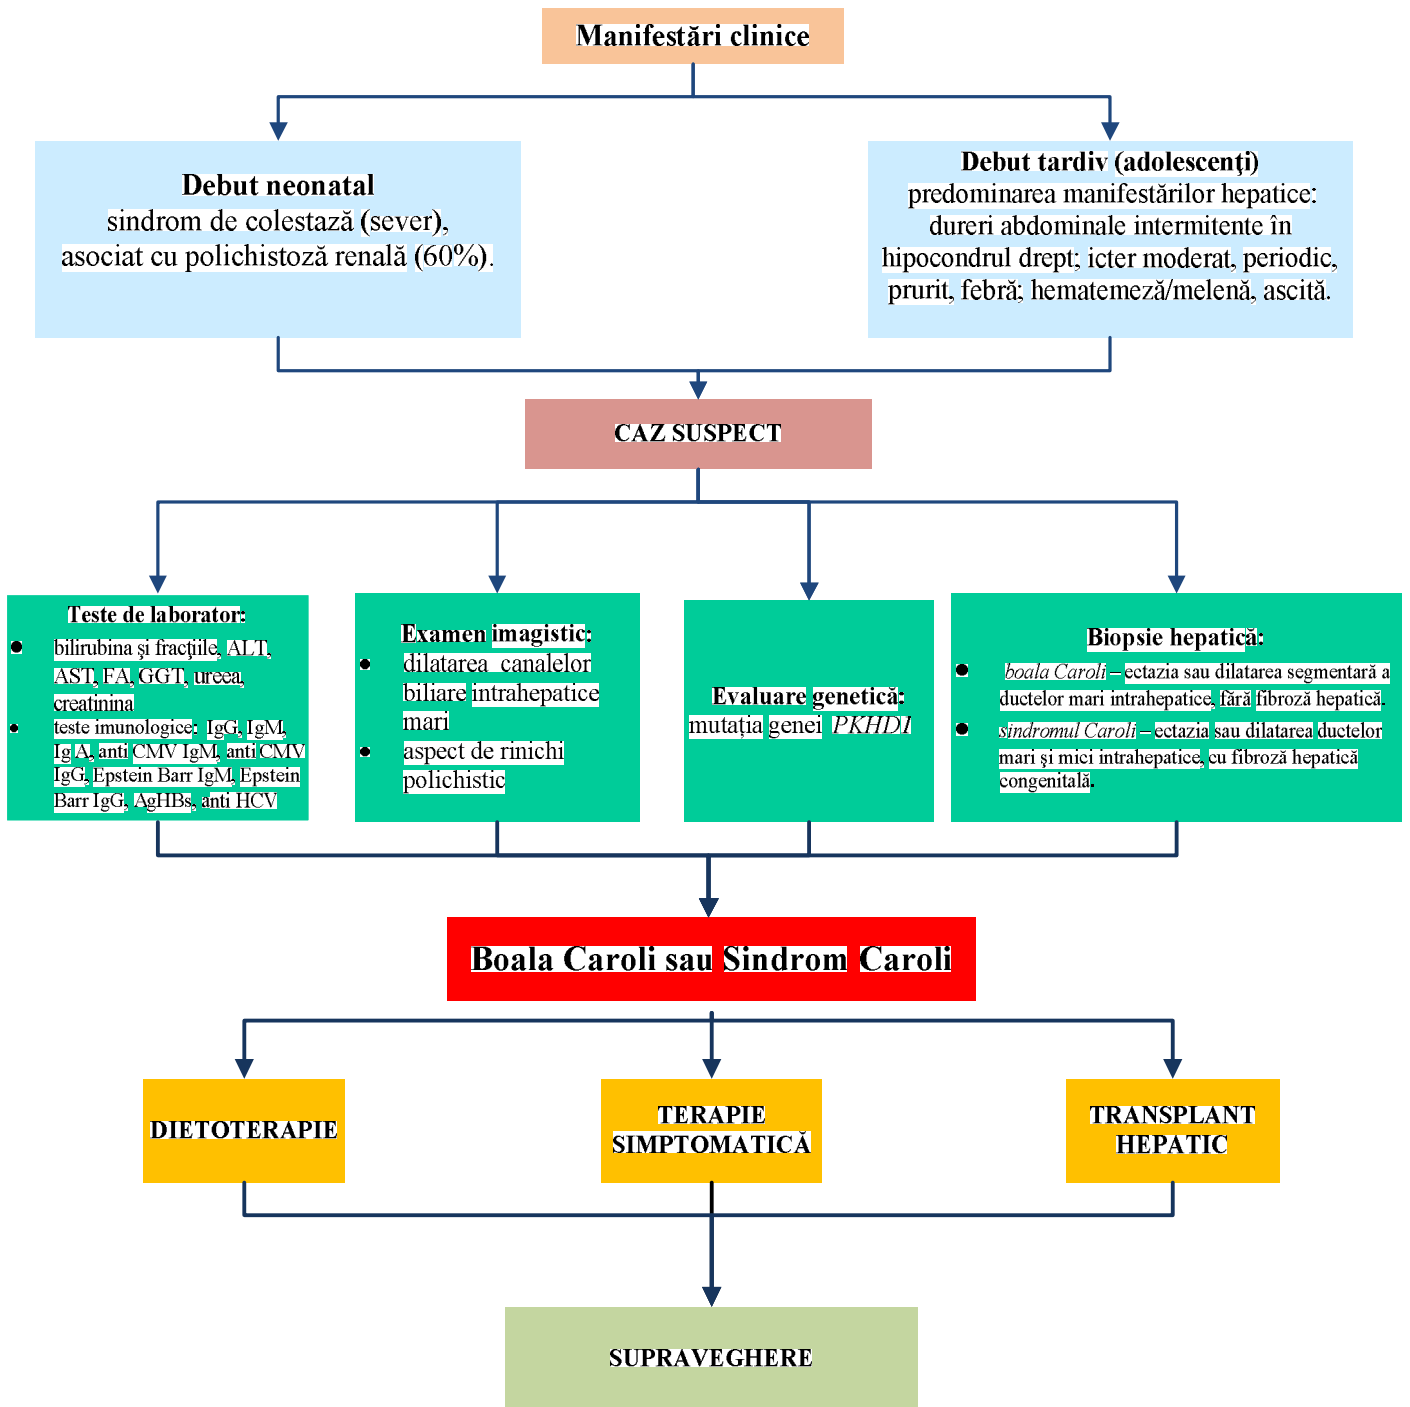 Manifestări clinice
Debut neonatal
sindrom de colestază (sever),
asociat cu polichistoză renală (60%).
Debut tardiv (adolescenţi)
predominarea manifestărilor hepatice:
dureri abdominale intermitente în
hipocondrul drept; icter moderat, periodic,
prurit, febră; hematemeză/melenă, ascită.
CAZ SUSPECT
Teste de laborator:
● bilirubina şi fracţiile, ALT,
AST, FA, GGT, ureea,
creatinina
● teste imunologice: IgG, IgM,
Ig A, anti CMV IgM, anti CMV
IgG, Epstein Barr IgM, Epstein
Barr IgG, AgHBs, anti HCV
Examen imagistic:
● dilatarea canalelor
biliare intrahepatice
mari
● aspect de rinichi
polichistic
Evaluare genetică:
mutația genei PKHD1
Biopsie hepatică:
● boala Caroli – ectazia sau dilatarea segmentară a
ductelor mari intrahepatice, fără fibroză hepatică.
● sindromul Caroli – ectazia sau dilatarea ductelor
mari şi mici intrahepatice, cu fibroză hepatică
congenitală.
Boala Caroli sau Sindrom Caroli
DIETOTERAPIE
TERAPIE
SIMPTOMATICĂ
TRANSPLANT
HEPATIC
SUPRAVEGHERE